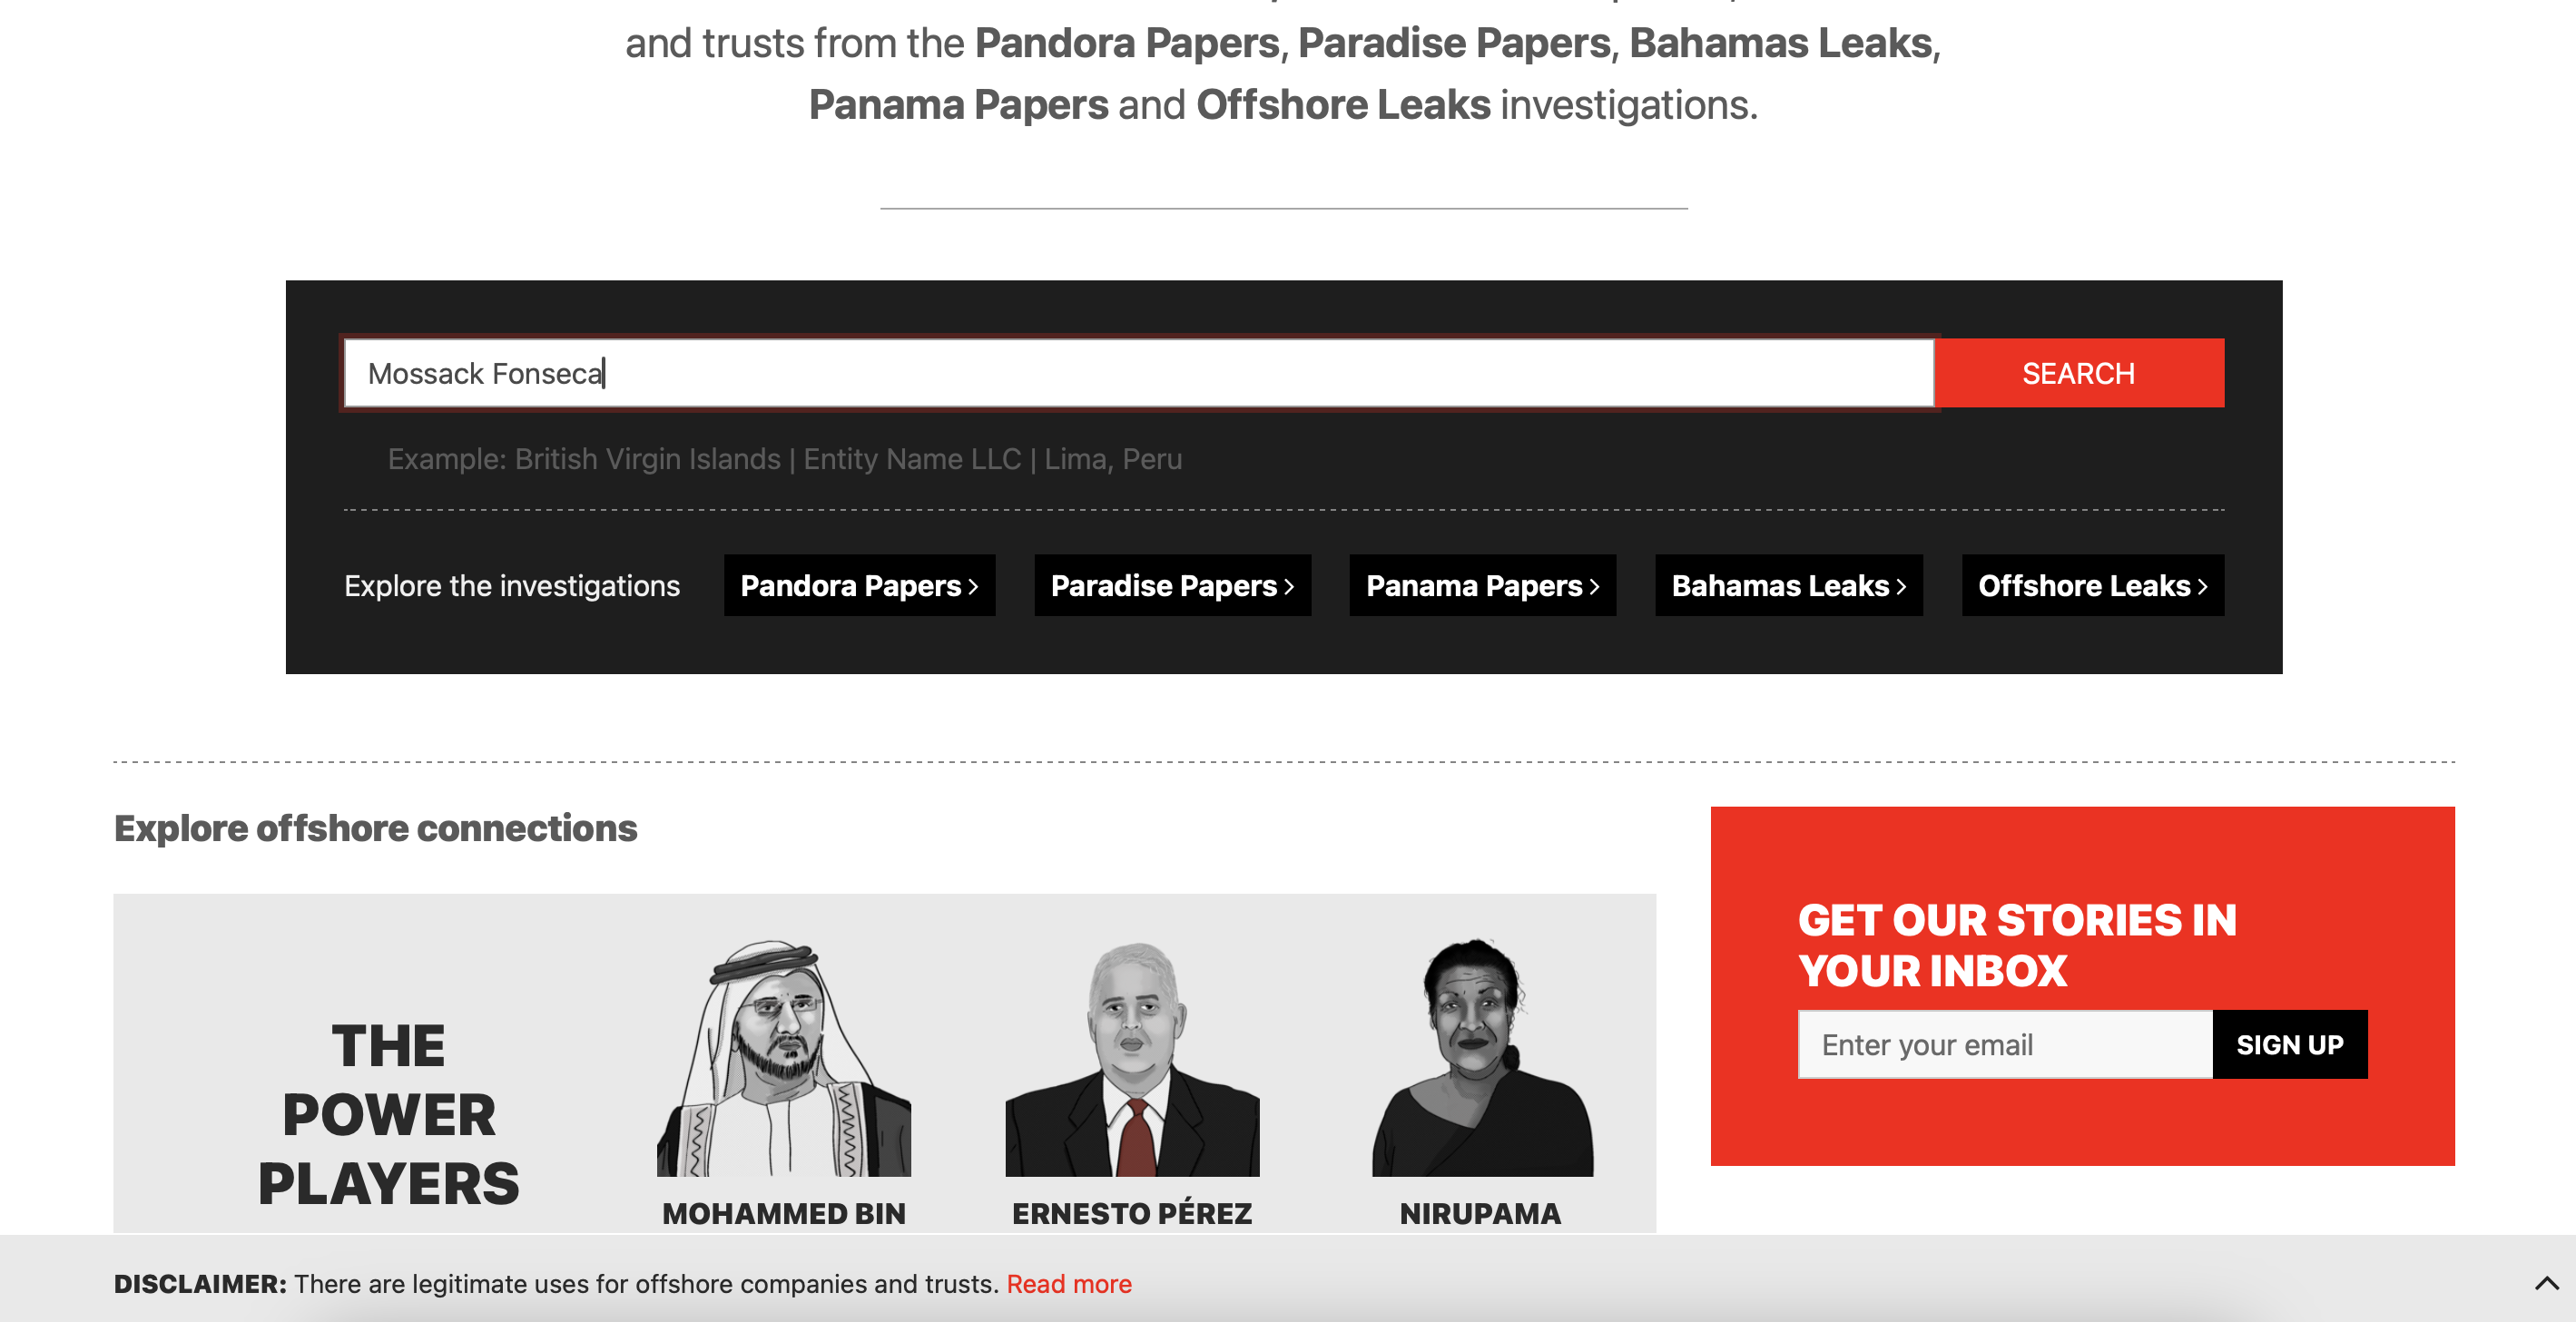 and trusts from the Pandora Papers, Paradise Papers, Bahamas Leaks,
Panama Papers and Offshore Leaks investigations.
Mossack Fonseca
SEARCH
Example: British Virgin Islands | Entity Name LLC | Lima, Peru
Explore the investigations
Pandora Papers
Paradise Papers
Panama Papers
Bahamas Leaks
Offshore Leaks
Explore offshore connections
THE
POWER
PLAYERS
MOHAMMED BIN
ERNESTO PÉREZ
NIRUPAMA
GET OUR STORIES IN
YOUR INBOX
Enter your email
SIGN UP
DISCLAIMER: There are legitimate uses for offshore companies and trusts. Read more